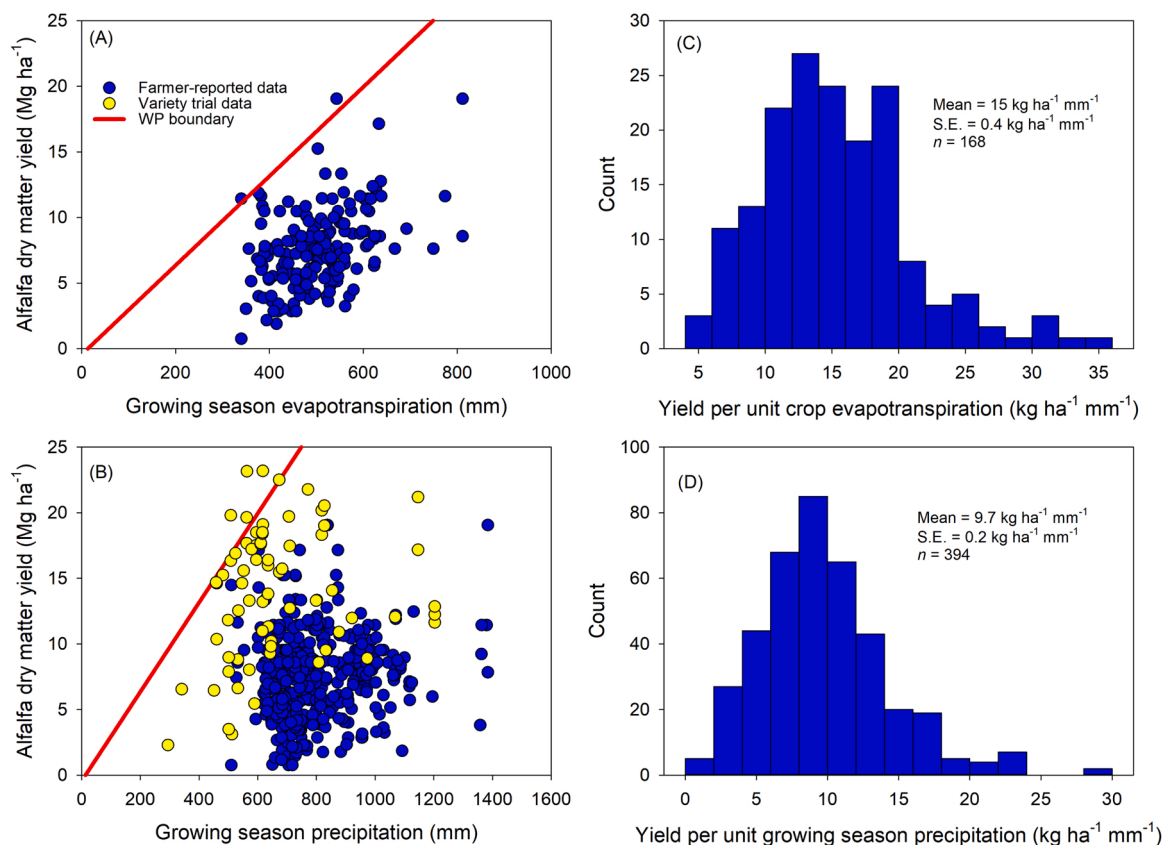 (A)
Alfalfa dry matter yield (Mg ha⁻¹)
25
20
15
10
5
0
Farmer-reported data
Variety trial data
WP boundary
0 200 400 600 800 1000
Growing season evapotranspiration (mm)
(C)
Count
30
25
20
15
10
5
0
Mean = 15 kg ha⁻¹ mm⁻¹
S.E. = 0.4 kg ha⁻¹ mm⁻¹
n = 168
5 10 15 20 25 30 35
Yield per unit crop evapotranspiration (kg ha⁻¹ mm⁻¹)
(B)
Alfalfa dry matter yield (Mg ha⁻¹)
25
20
15
10
5
0
0 200 400 600 800 1000 1200 1400 1600
Growing season precipitation (mm)
(D)
Count
100
80
60
40
20
0
Mean = 9.7 kg ha⁻¹ mm⁻¹
S.E. = 0.2 kg ha⁻¹ mm⁻¹
n = 394
0 5 10 15 20 25 30
Yield per unit growing season precipitation (kg ha⁻¹ mm⁻¹)